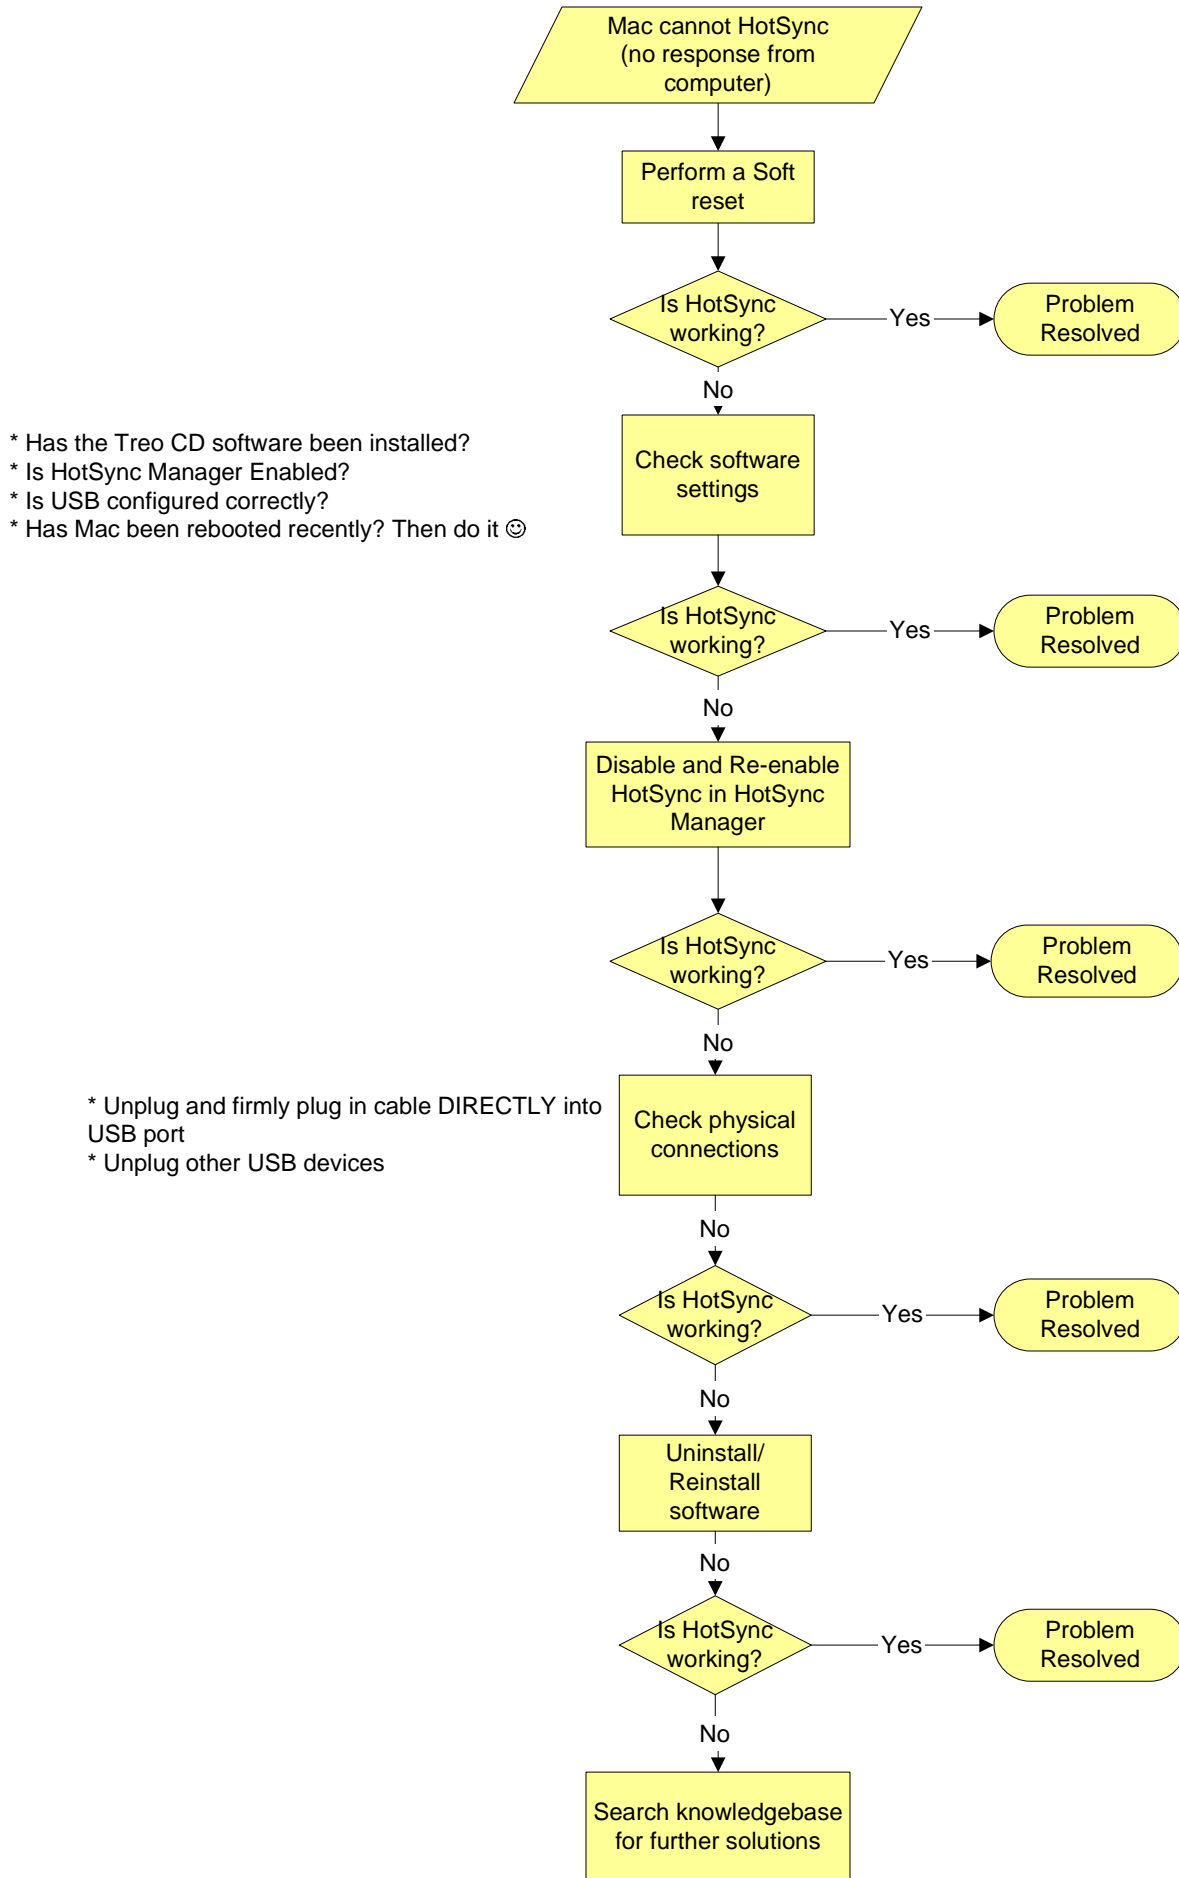 Mac cannot HotSync
(no response from
computer)
Perform a Soft
reset
Is HotSync
working?
Yes
Problem
Resolved
No
* Has the Treo CD software been installed?
* Is HotSync Manager Enabled?
* Is USB configured correctly?
* Has Mac been rebooted recently? Then do it ☺
Check software
settings
Is HotSync
working?
Yes
Problem
Resolved
No
Disable and Re-enable
HotSync in HotSync
Manager
Is HotSync
working?
Yes
Problem
Resolved
No
* Unplug and firmly plug in cable DIRECTLY into
USB port
* Unplug other USB devices
Check physical
connections
No
Is HotSync
working?
Yes
Problem
Resolved
No
Uninstall/
Reinstall
software
No
Is HotSync
working?
Yes
Problem
Resolved
No
Search knowledgebase
for further solutions